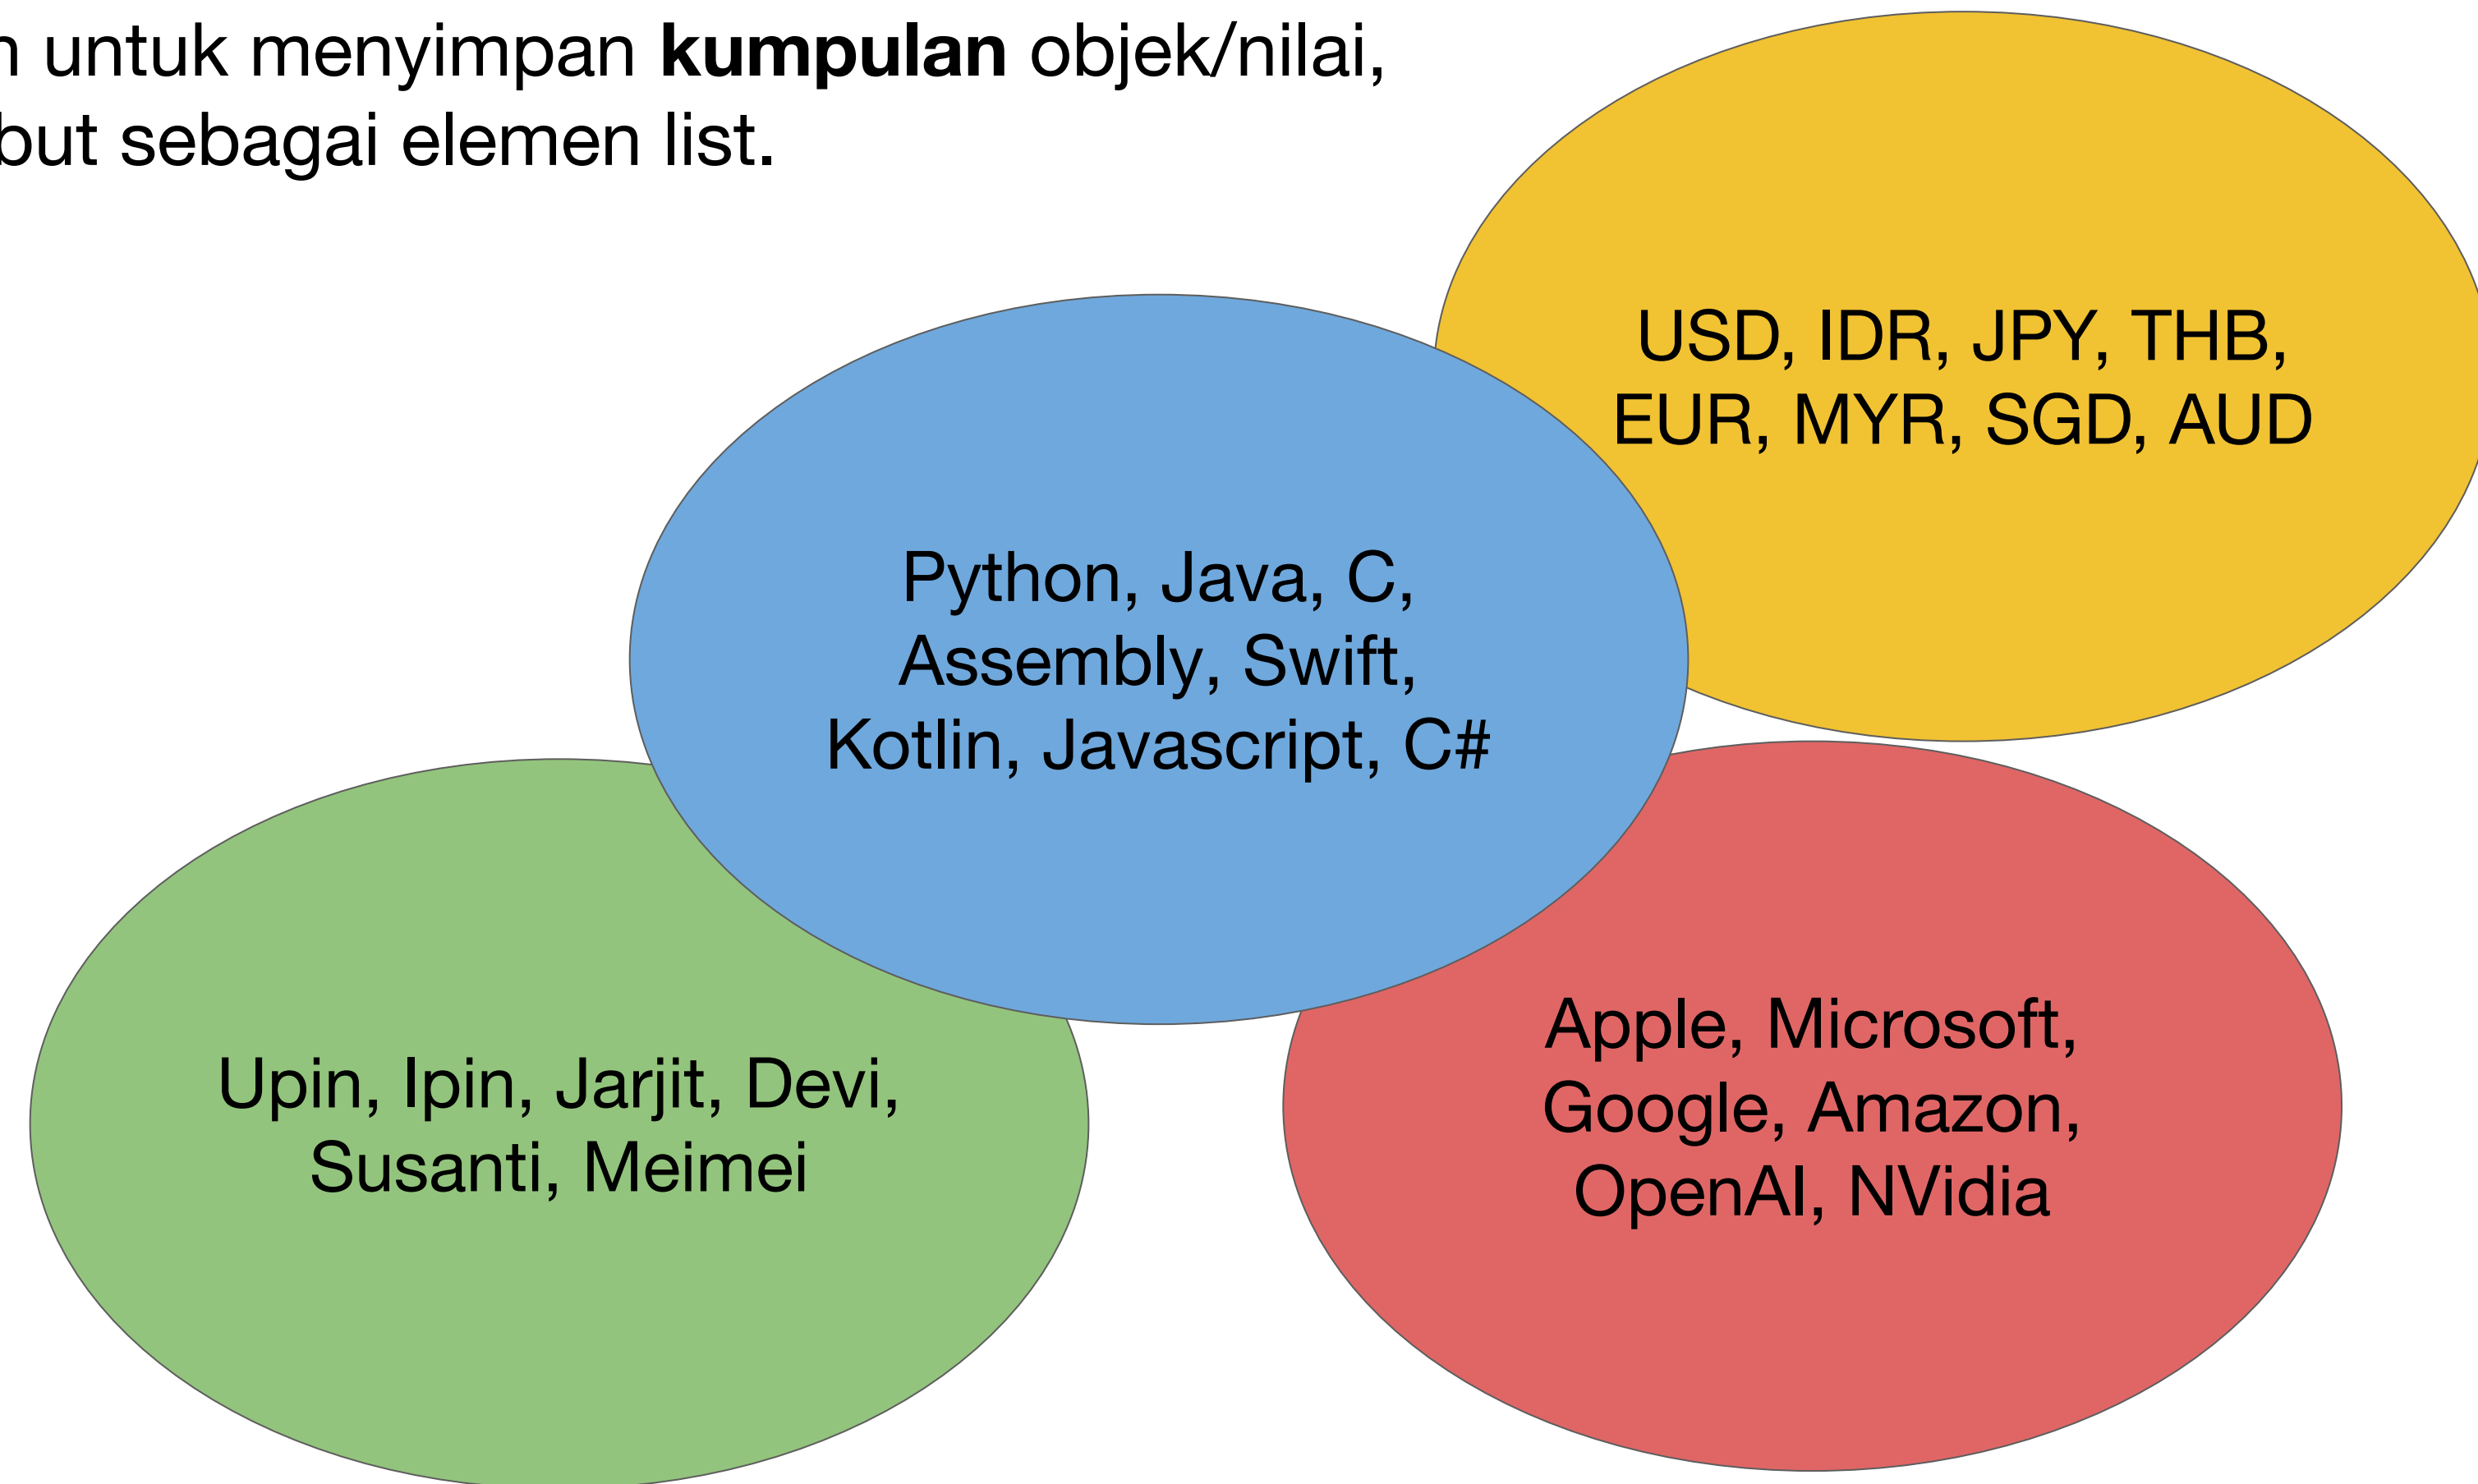 untuk menyimpan kumpulan objek/nilai,
sebagai elemen list.
USD, IDR, JPY, THB,
EUR, MYR, SGD, AUD
Python, Java, C,
Assembly, Swift,
Kotlin, Javascript, C#
Upin, Ipin, Jarjit, Devi,
Susanti, Meimei
Apple, Microsoft,
Google, Amazon,
OpenAI, NVidia